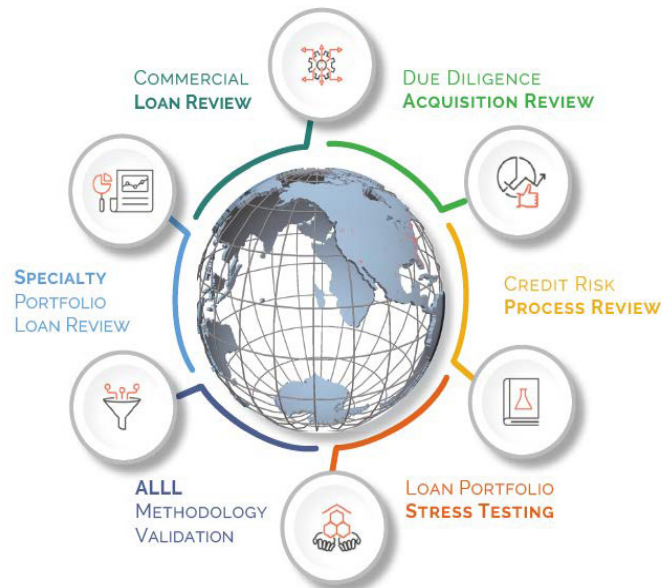 COMMERCIAL
LOAN REVIEW
DUE DILIGENCE
ACQUISITION REVIEW
SPECIALTY
PORTFOLIO
LOAN REVIEW
CREDIT RISK
PROCESS REVIEW
ALLL
METHODOLOGY
VALIDATION
LOAN PORTFOLIO
STRESS TESTING